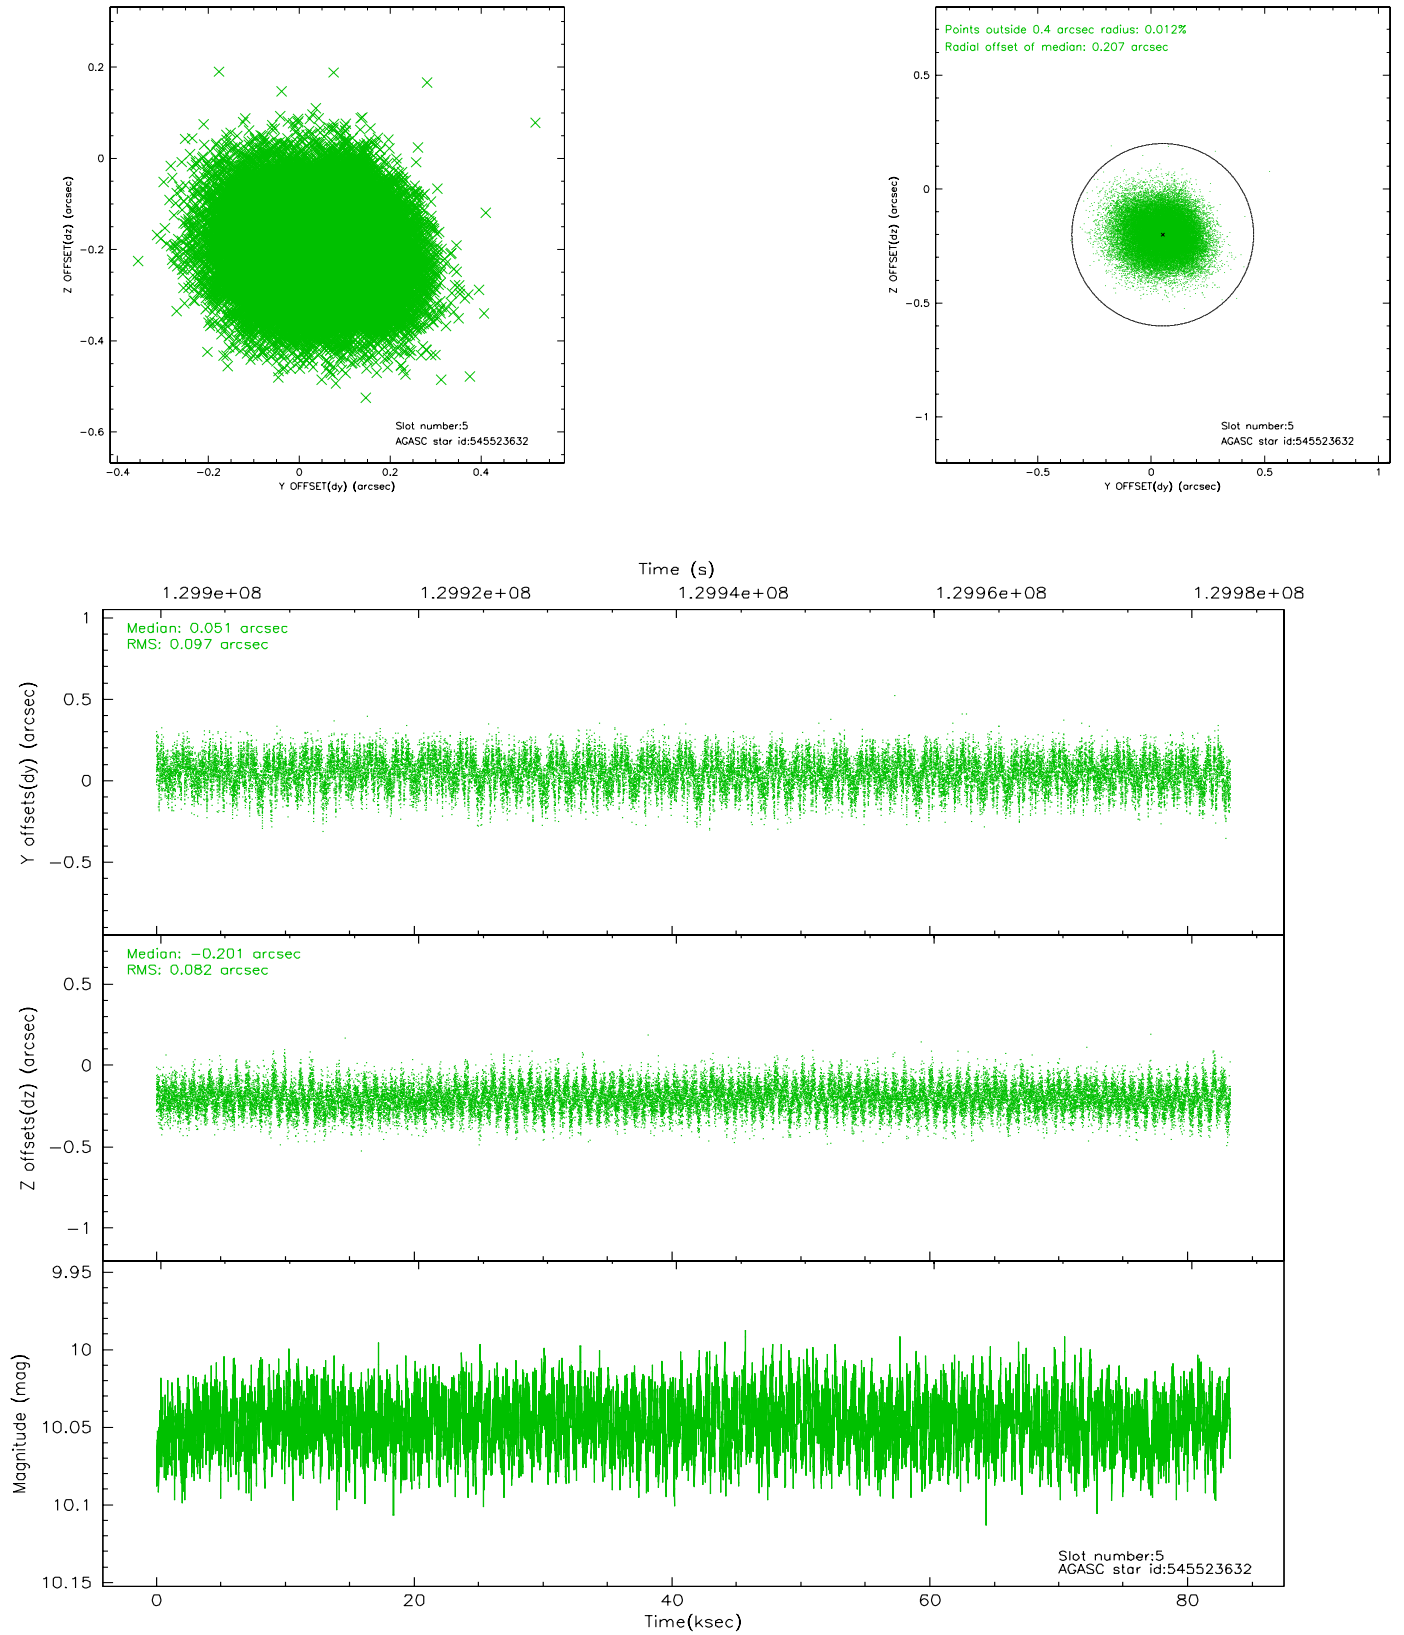 0.2
0
−0.2
−0.4
−0.6
Z OFFSET(dz) (arcsec)
Slot number:5
AGASC star id:545523632
−0.4 −0.2 0 0.2 0.4
Y OFFSET(dy) (arcsec)
Points outside 0.4 arcsec radius: 0.012%
Radial offset of median: 0.207 arcsec
0.5
0
−0.5
−1
Z OFFSET(dz) (arcsec)
Slot number:5
AGASC star id:545523632
−0.5 0 0.5 1
Y OFFSET(dy) (arcsec)
Time (s)
1.299e+08 1.2992e+08 1.2994e+08 1.2996e+08 1.2998e+08
Median: 0.051 arcsec
RMS: 0.097 arcsec
1
0.5
0
−0.5
Y offsets(dy) (arcsec)
Median: −0.201 arcsec
RMS: 0.082 arcsec
0.5
0
−0.5
−1
Z offsets(dz) (arcsec)
9.95
10
10.05
10.1
10.15
Magnitude (mag)
Slot number:5
AGASC star id:545523632
0 20 40 60 80
Time(ksec)